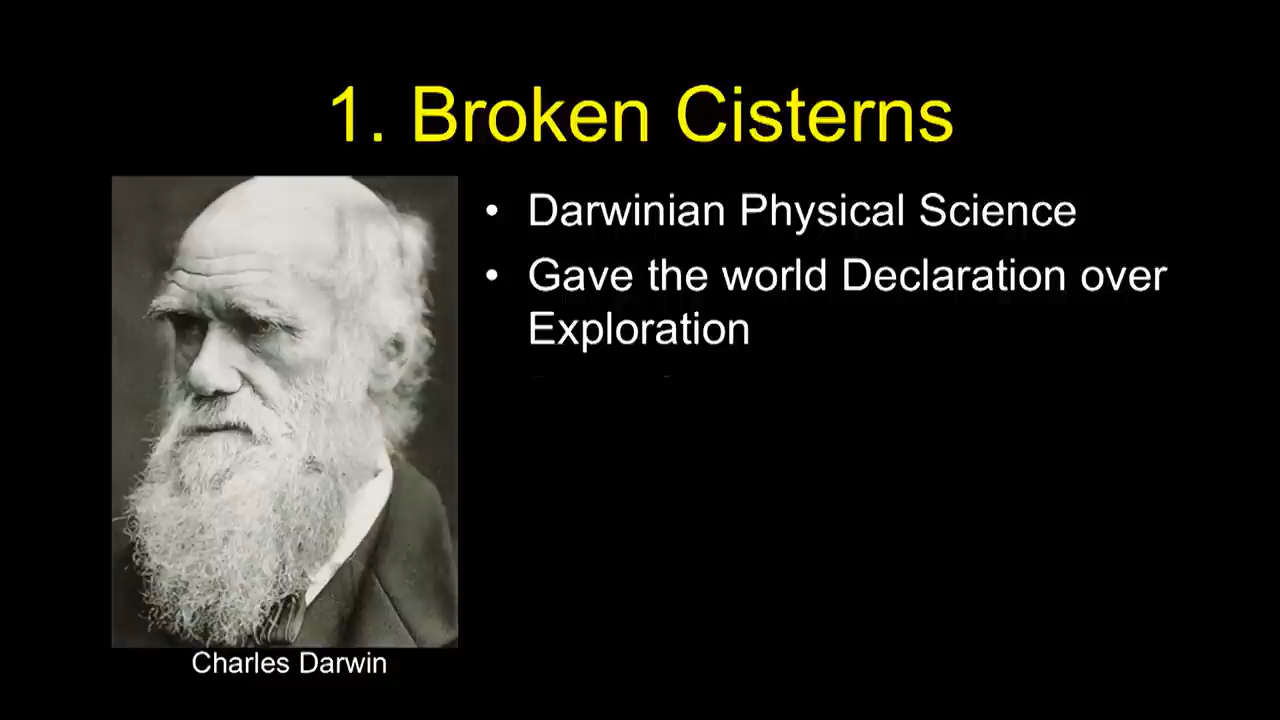 1. Broken Cisterns
• Darwinian Physical Science
• Gave the world Declaration over
Exploration
Charles Darwin